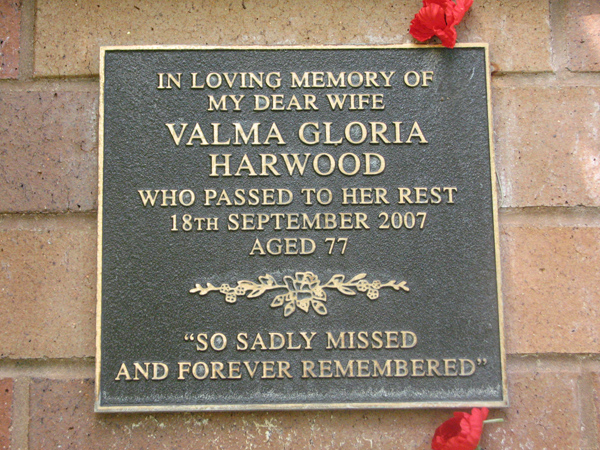 IN LOVING MEMORY OF
MY DEAR WIFE
VALMA GLORIA
HARWOOD
WHO PASSED TO HER REST
18TH SEPTEMBER 2007
AGED 77
"SO SADLY MISSED
AND FOREVER REMEMBERED"